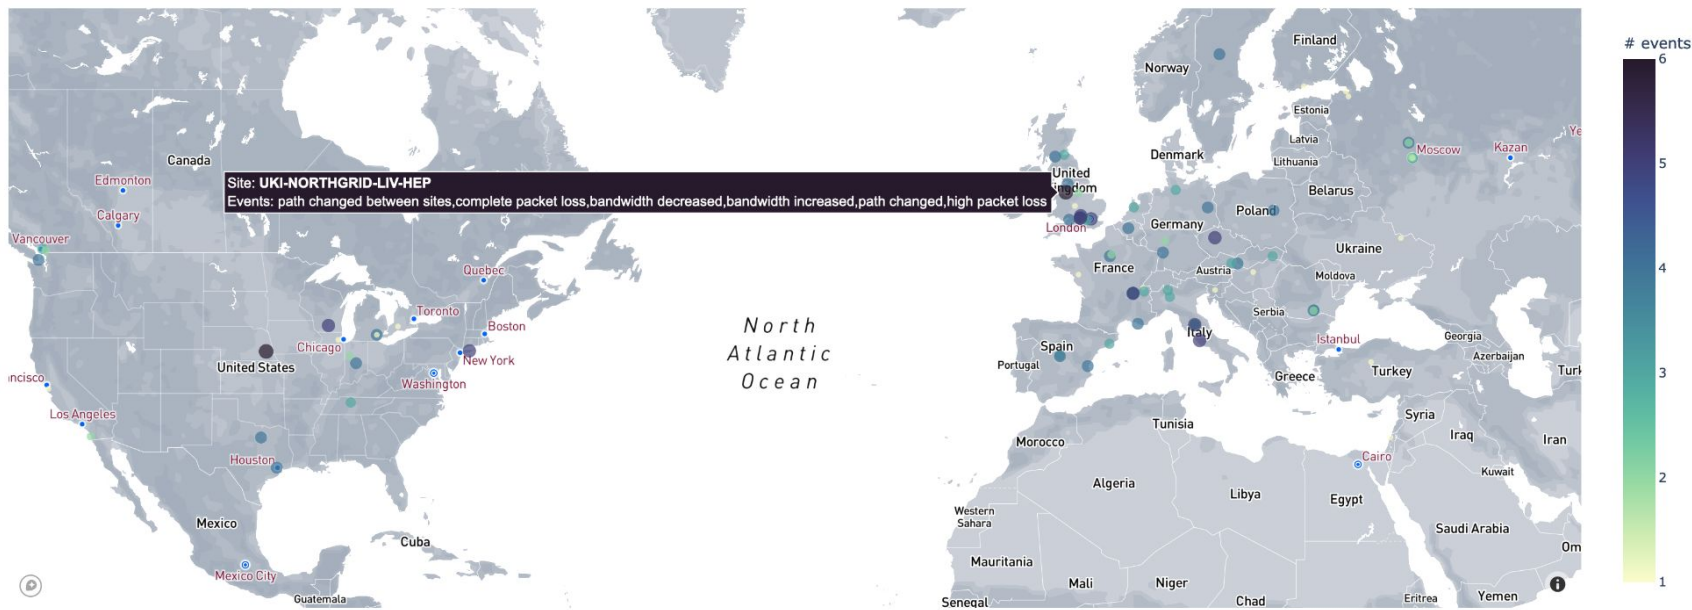 # events
6
Finland
Norway
Estonia
Ye
Latvia
Moscow
Kazan
Canada
Denmark
Lithuania
United
Kingdom
Edmonton
Site: UKI-NORTHGRID-LIV-HEP
Events: path changed between sites,complete packet loss,bandwidth decreased,bandwidth increased,path changed,high packet loss
Belarus
5
Calgary
Poland
London
Germany
Vancouver
Ukraine
France
Austria
Moldova
4
Quebec
Toronto
Serbia
Boston
North
Atlantic
Ocean
Italy
Istanbul
Georgia
Chicago
Spain
Azerbaijan
New York
United States
Portugal
Greece
Turkey
Turk
3
ncisco
Washington
Los Angeles
Tunisia
Syria
Morocco
Iraq
Iran
Houston
Cairo
Kuwait
2
Algeria
Libya
Egypt
Western
Sahara
Mexico
Saudi Arabia
Cuba
Om
Mauritania
Mexico City
Mali
Niger
1
Guatemala
Senegal
Chad
Eritrea
Yemen